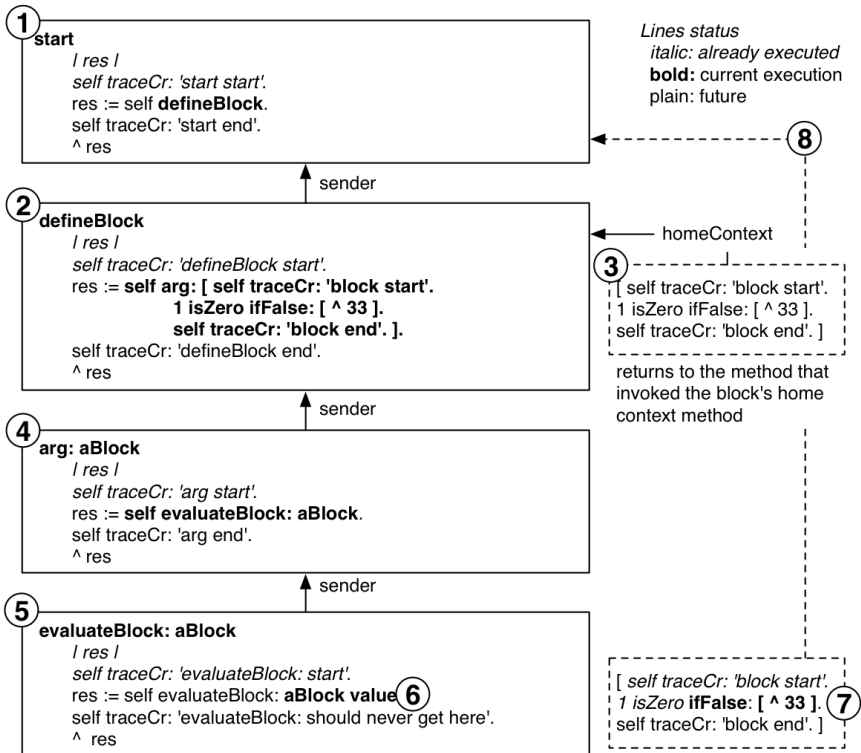 1
start
| res |
self traceCr: 'start start'.
res := self defineBlock.
self traceCr: 'start end'.
^ res
Lines status
italic: already executed
bold: current execution
plain: future
8
sender
2
defineBlock
| res |
self traceCr: 'defineBlock start'.
res := self arg: [ self traceCr: 'block start'.
1 isZero ifFalse: [ ^ 33 ].
self traceCr: 'block end'. ].
self traceCr: 'defineBlock end'.
^ res
homeContext
3
[ self traceCr: 'block start'.
1 isZero ifFalse: [ ^ 33 ].
self traceCr: 'block end'. ]
returns to the method that
invoked the block's home
context method
sender
4
arg: aBlock
| res |
self traceCr: 'arg start'.
res := self evaluateBlock: aBlock.
self traceCr: 'arg end'.
^ res
sender
5
evaluateBlock: aBlock
| res |
self traceCr: 'evaluateBlock: start'.
res := self evaluateBlock: aBlock value 6
self traceCr: 'evaluateBlock: should never get here'.
^ res
[ self traceCr: 'block start'.
1 isZero ifFalse: [ ^ 33 ]. 7
self traceCr: 'block end'. ]